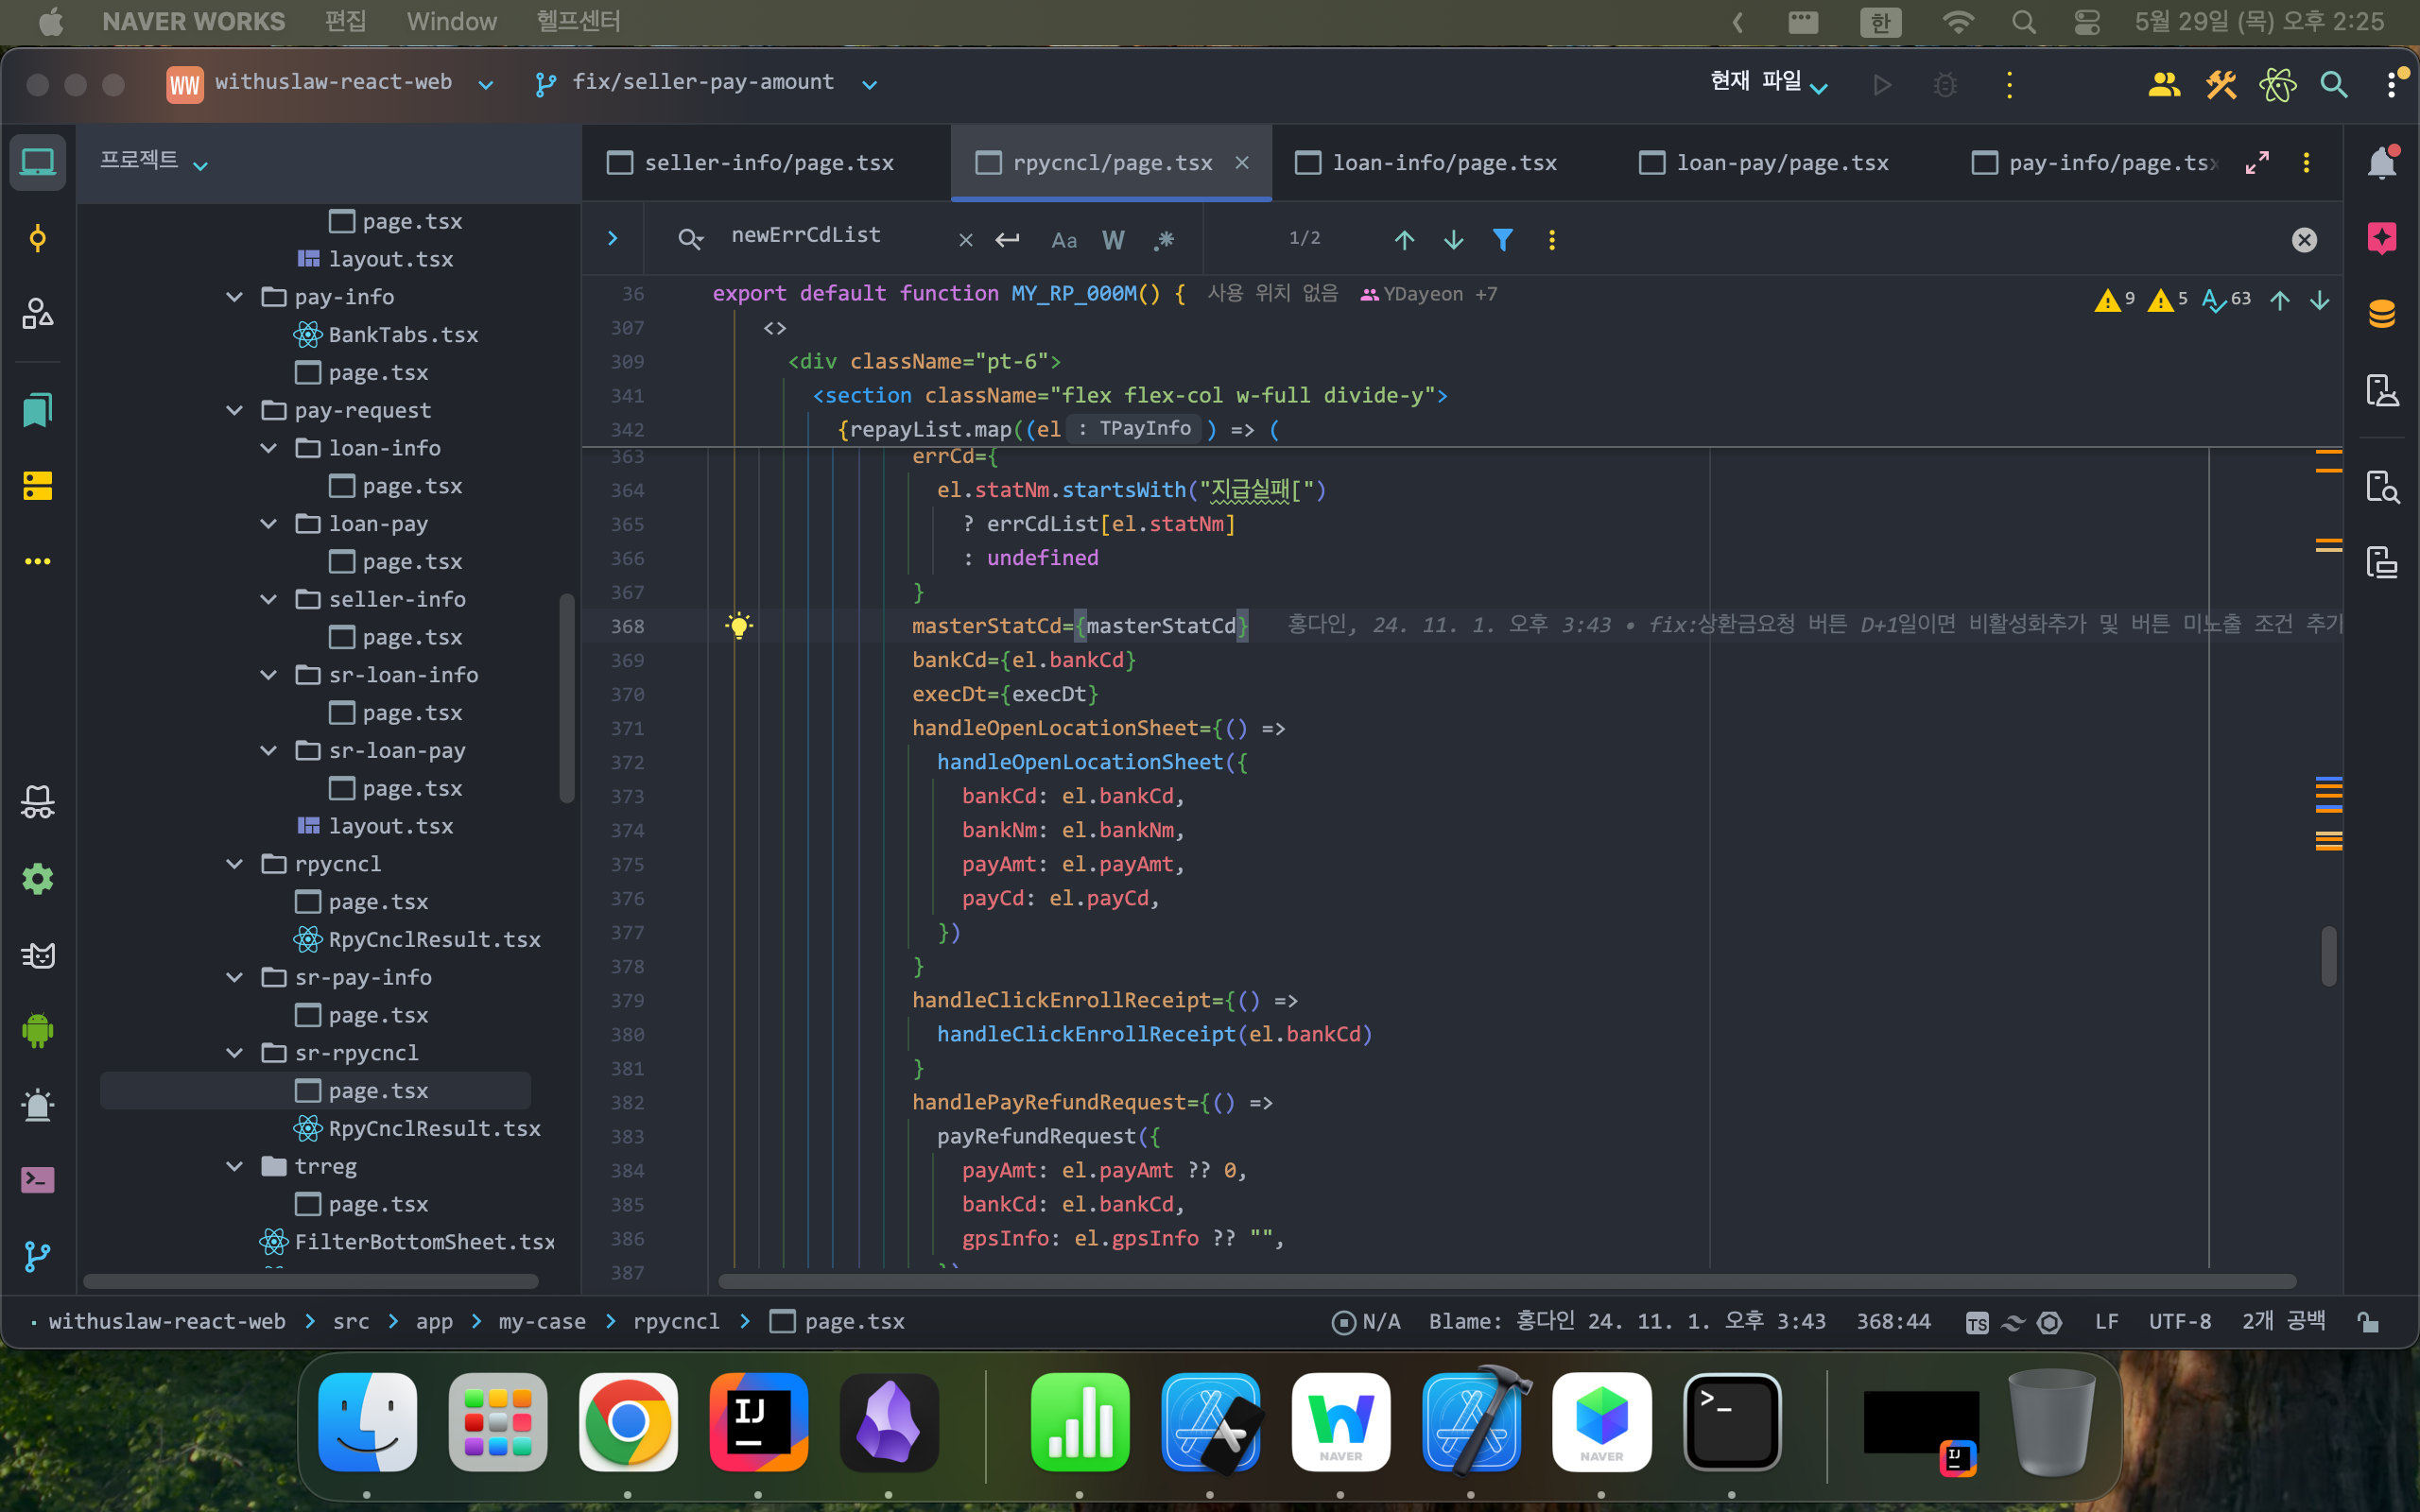 NAVER WORKS 편집 Window 헬프센터 한 5월 29일 (목) 오후 2:25
WW withuslaw-react-web fix/seller-pay-amount 현재 파일
프로젝트
seller-info/page.tsx rpycncl/page.tsx loan-info/page.tsx loan-pay/page.tsx pay-info/page.tsx
newErrCdList Aa W .* 1/2
page.tsx
layout.tsx
pay-info
BankTabs.tsx
page.tsx
pay-request
loan-info
page.tsx
loan-pay
page.tsx
seller-info
page.tsx
sr-loan-info
page.tsx
sr-loan-pay
page.tsx
layout.tsx
rpycncl
page.tsx
RpyCnclResult.tsx
sr-pay-info
page.tsx
sr-rpycncl
page.tsx
RpyCnclResult.tsx
trreg
page.tsx
FilterBottomSheet.tsx
36 export default function MY_RP_000M() { 사용 위치 없음 YDayeon +7
9 5 63
307 <>
309 <div className="pt-6">
341 <section className="flex flex-col w-full divide-y">
342 {repayList.map((el : TPayInfo ) => (
363 errCd={
364 el.statNm.startsWith("지급실패[")
365 ? errCdList[el.statNm]
366 : undefined
367 }
368 masterStatCd={masterStatCd} 홍다인, 24. 11. 1. 오후 3:43 • fix:상환금요청 버튼 D+1일이면 비활성화추가 및 버튼 미노출 조건 추가
369 bankCd={el.bankCd}
370 execDt={execDt}
371 handleOpenLocationSheet={() =>
372 handleOpenLocationSheet({
373 bankCd: el.bankCd,
374 bankNm: el.bankNm,
375 payAmt: el.payAmt,
376 payCd: el.payCd,
377 })
378 }
379 handleClickEnrollReceipt={() =>
380 handleClickEnrollReceipt(el.bankCd)
381 }
382 handlePayRefundRequest={() =>
383 payRefundRequest({
384 payAmt: el.payAmt ?? 0,
385 bankCd: el.bankCd,
386 gpsInfo: el.gpsInfo ?? "",
387 })
withuslaw-react-web src app my-case rpycncl page.tsx N/A Blame: 홍다인 24. 11. 1. 오후 3:43 368:44 TS LF UTF-8 2개 공백
IJ NAVER NAVER >_ IJ